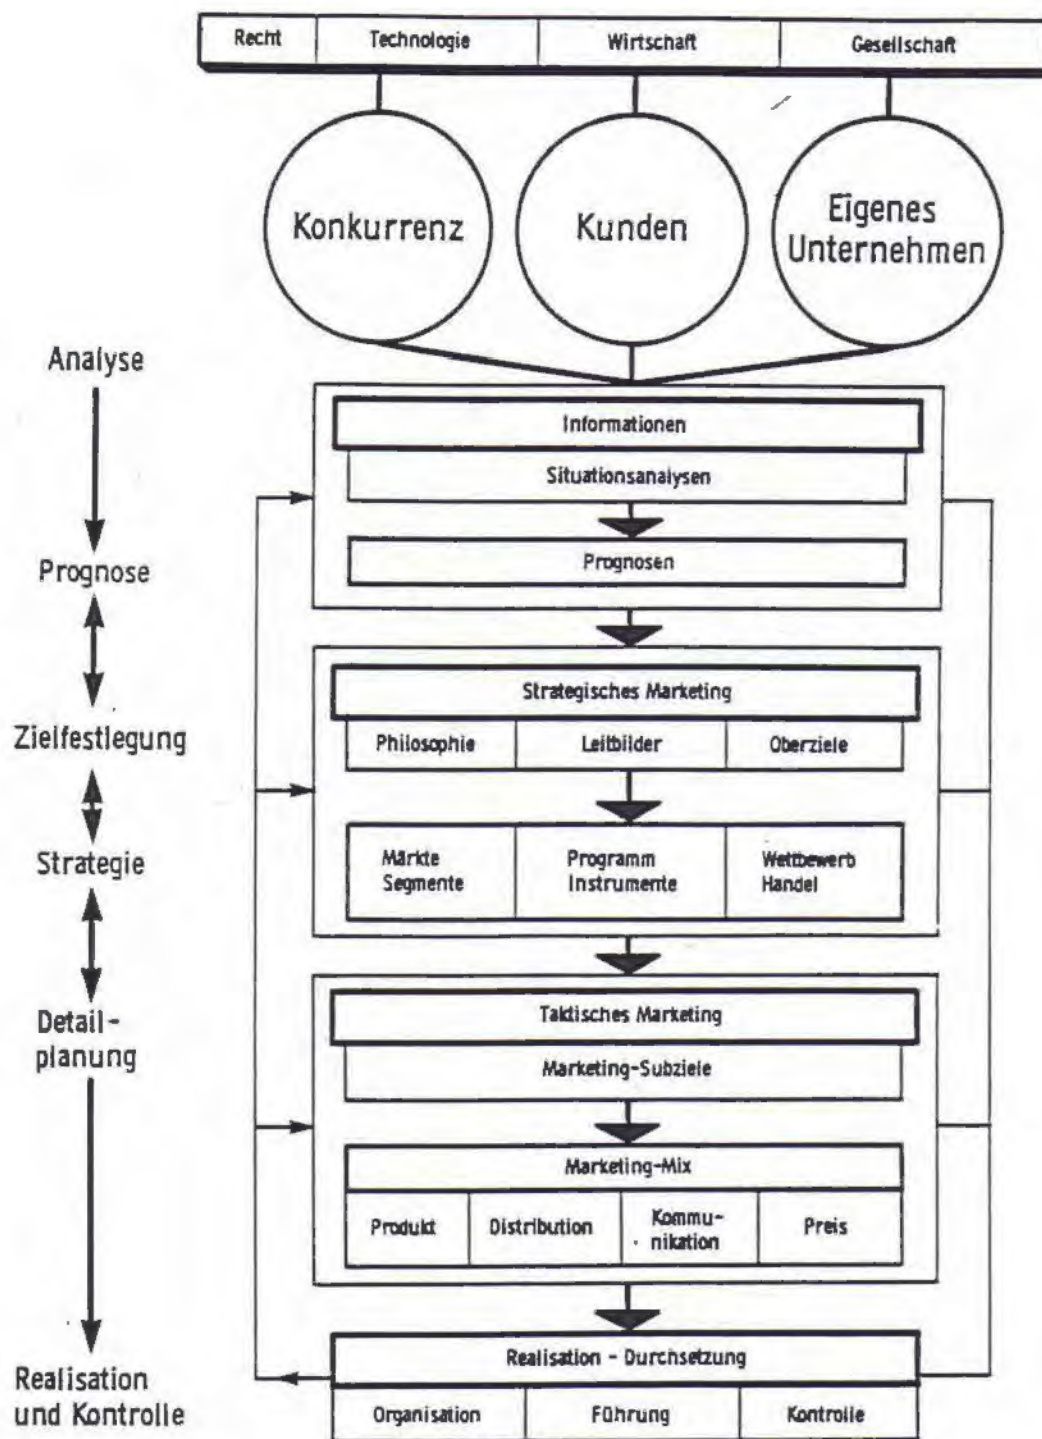 Recht Technologie Wirtschaft Gesellschaft
Konkurrenz
Kunden
Eigenes
Unternehmen
Analyse
Informationen
Situationsanalysen
Prognose
Prognosen
Strategisches Marketing
Zielfestlegung
Philosophie Leitbilder Oberziele
Strategie
Märkte
Segmente
Programm
Instrumente
Wettbewerb
Handel
Detail-
planung
Taktisches Marketing
Marketing-Subziele
Marketing-Mix
Produkt
Distribution
Kommu-
nikation
Preis
Realisation
und Kontrolle
Realisation - Durchsetzung
Organisation Führung Kontrolle